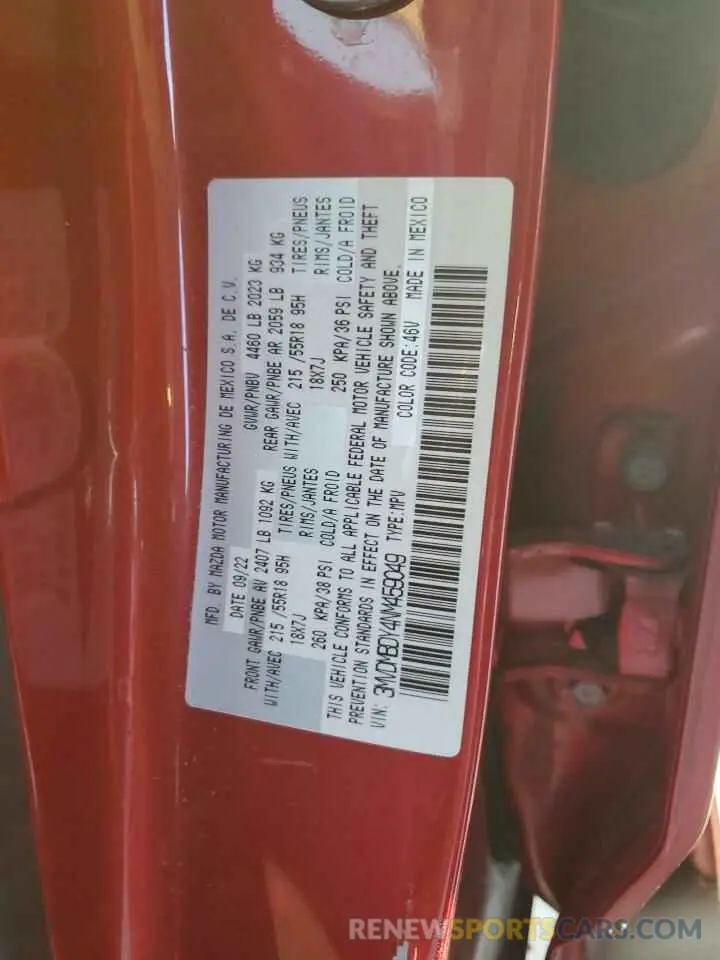 MFD. BY MAZDA MOTOR MANUFACTURING DE MEXICO S.A. DE C.V.
DATE 09/22 GVWR/PNBV 4460 LB 2023 KG
FRONT GAWR/PNBE AV 2407 LB 1092 KG REAR GAWR/PNBE AR 2059 LB 934 KG
WITH/AVEC 215 /55R18 95H TIRES/PNEUS WITH/AVEC 215 /55R18 95H TIRES/PNEUS
18X7J RIMS/JANTES 18X7J RIMS/JANTES
260 KPA/38 PSI COLD/A FROID 250 KPA/36 PSI COLD/A FROID
THIS VEHICLE CONFORMS TO ALL APPLICABLE FEDERAL MOTOR VEHICLE SAFETY AND THEFT
PREVENTION STANDARDS IN EFFECT ON THE DATE OF MANUFACTURE SHOWN ABOVE.
VIN: 3MVDMBDY4NM459049 TYPE:MPV COLOR CODE:46V MADE IN MEXICO
RENEWSPORTSCARS.COM